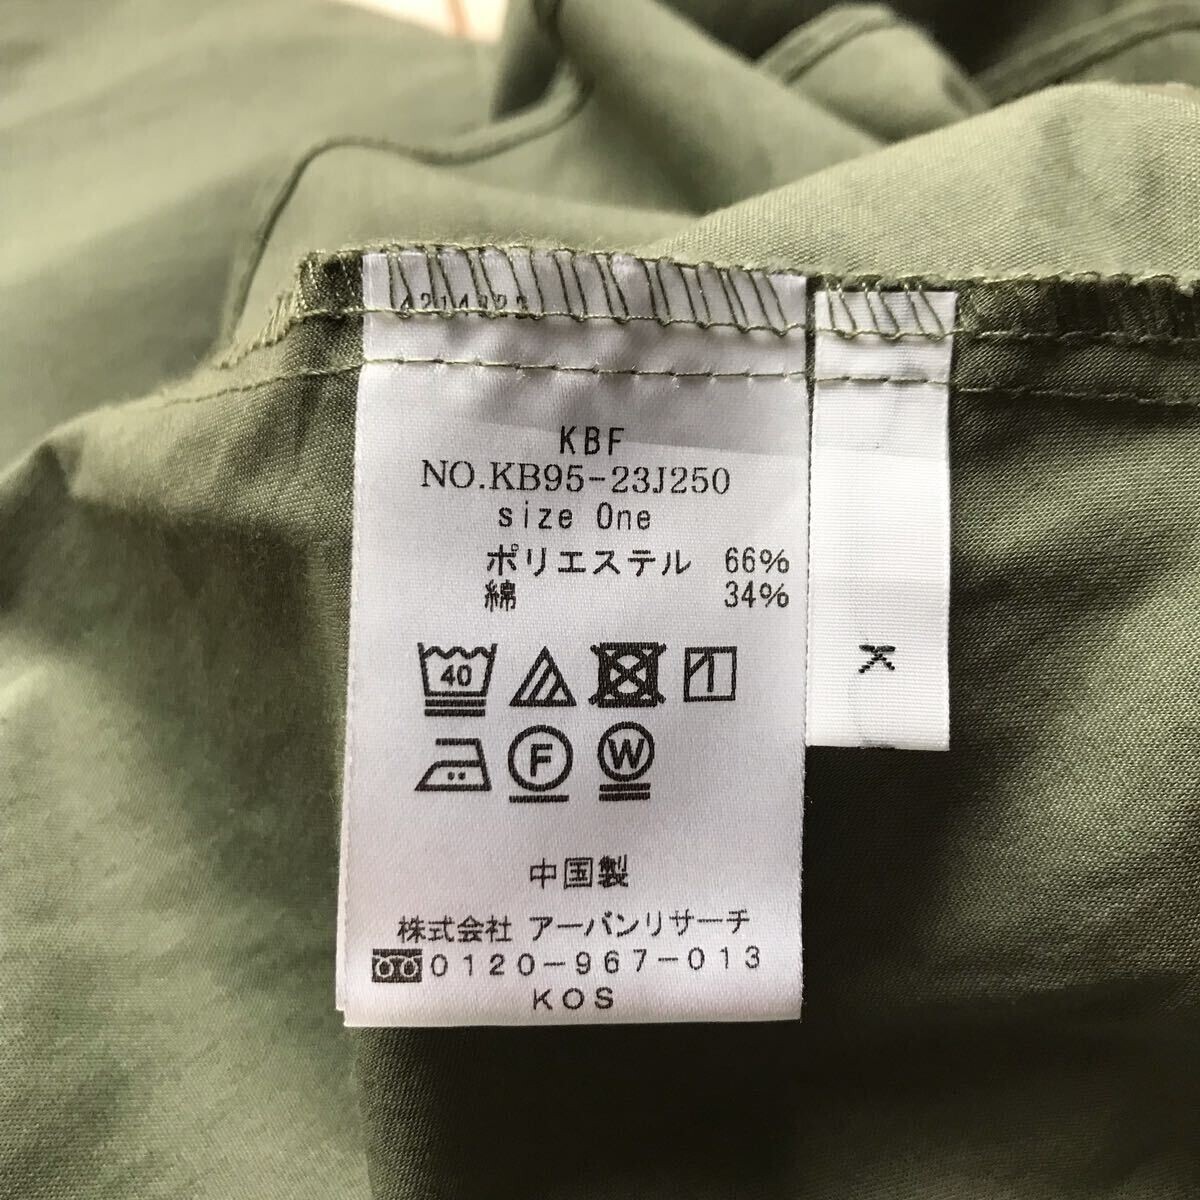 KBF
NO.KB95-23J250
size One
ポリエステル 66%
綿 34%
40
F
W
中国製
株式会社 アーバンリサーチ
0120-967-013
KOS
K